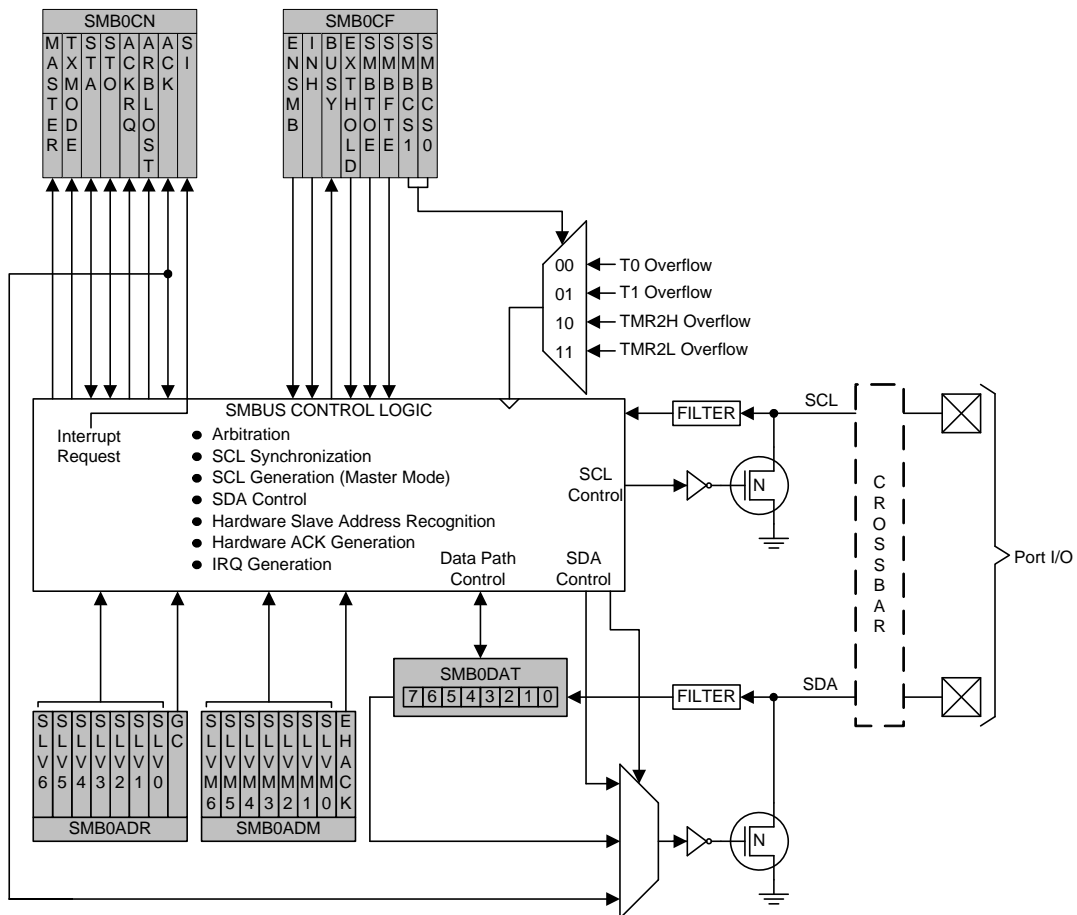 SMB0CN
MASTER
TXMODE
STA
STO
ACKRQ
ARBLOST
ACK
SI
SMB0CF
ENSMB
INH
BUSY
EXTHOLD
SMBTOE
SMBFTE
SMBCS1
SMBCS0
00
01
10
11
T0 Overflow
T1 Overflow
TMR2H Overflow
TMR2L Overflow
SMBUS CONTROL LOGIC
Interrupt
Request
● Arbitration
● SCL Synchronization
● SCL Generation (Master Mode)
● SDA Control
● Hardware Slave Address Recognition
● Hardware ACK Generation
● IRQ Generation
Data Path
Control
SCL
Control
SDA
Control
FILTER
SCL
N
CROSSBAR
Port I/O
SMB0DAT
7 6 5 4 3 2 1 0
FILTER
SDA
N
SLV6
SLV5
SLV4
SLV3
SLV2
SLV1
SLV0
GC
SMB0ADR
SLVM6
SLVM5
SLVM4
SLVM3
SLVM2
SLVM1
SLVM0
EHACK
SMB0ADM